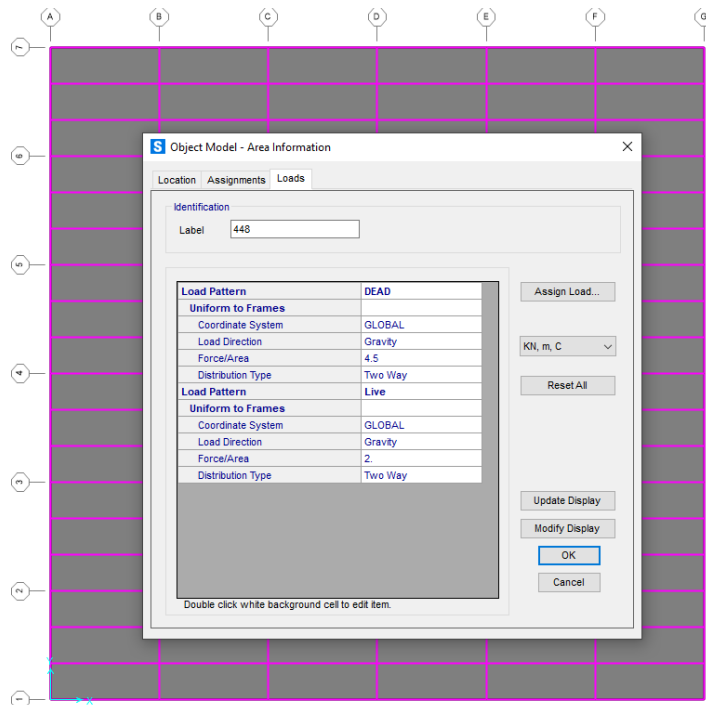 A B C D E F G
7
6
5
4
3
2
1
S Object Model - Area Information
Location Assignments Loads
Identification
Label 448
Load Pattern DEAD
Uniform to Frames
Coordinate System GLOBAL
Load Direction Gravity
Force/Area 4.5
Distribution Type Two Way
Load Pattern Live
Uniform to Frames
Coordinate System GLOBAL
Load Direction Gravity
Force/Area 2.
Distribution Type Two Way
Double click white background cell to edit item.
Assign Load...
KN, m, C
Reset All
Update Display
Modify Display
OK
Cancel
Y
X